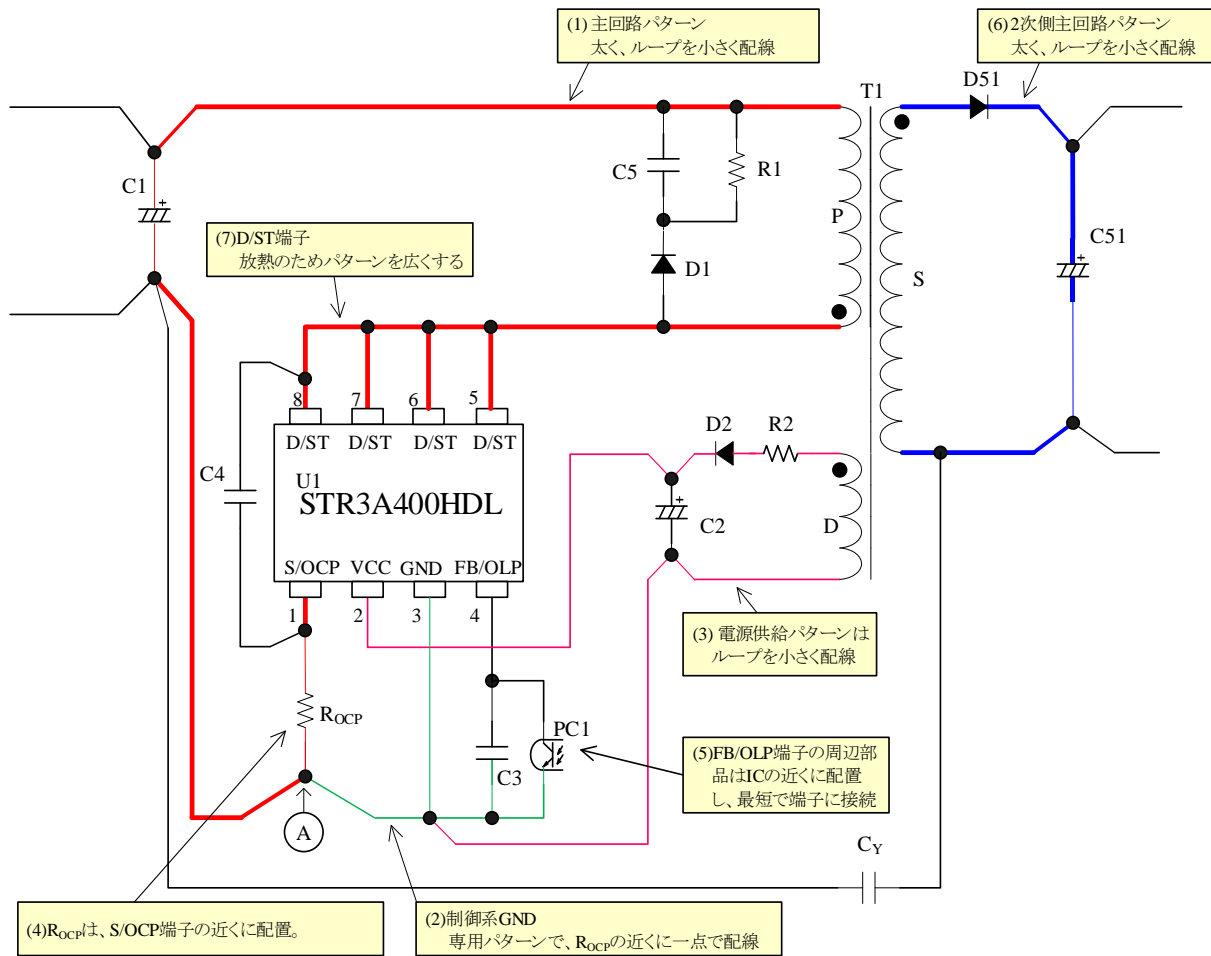 (1) 主回路パターン
太く、ループを小さく配線
(6) 2次側主回路パターン
太く、ループを小さく配線
D51
T1
C1
+
C5
R1
P
S
C51
+
(7)D/ST端子
放熱のためパターンを広くする
D1
8
7
6
5
D/ST
D/ST
D/ST
D/ST
C4
U1
STR3A400HDL
S/OCP
VCC
GND
FB/OLP
1
2
3
4
D2
R2
+
C2
D
(3) 電源供給パターンは
ループを小さく配線
ROCP
C3
PC1
(5)FB/OLP端子の周辺部
品はICの近くに配置
し、最短で端子に接続
A
CY
(4)ROCPは、S/OCP端子の近くに配置。
(2)制御系GND
専用パターンで、ROCPの近くに一点で配線